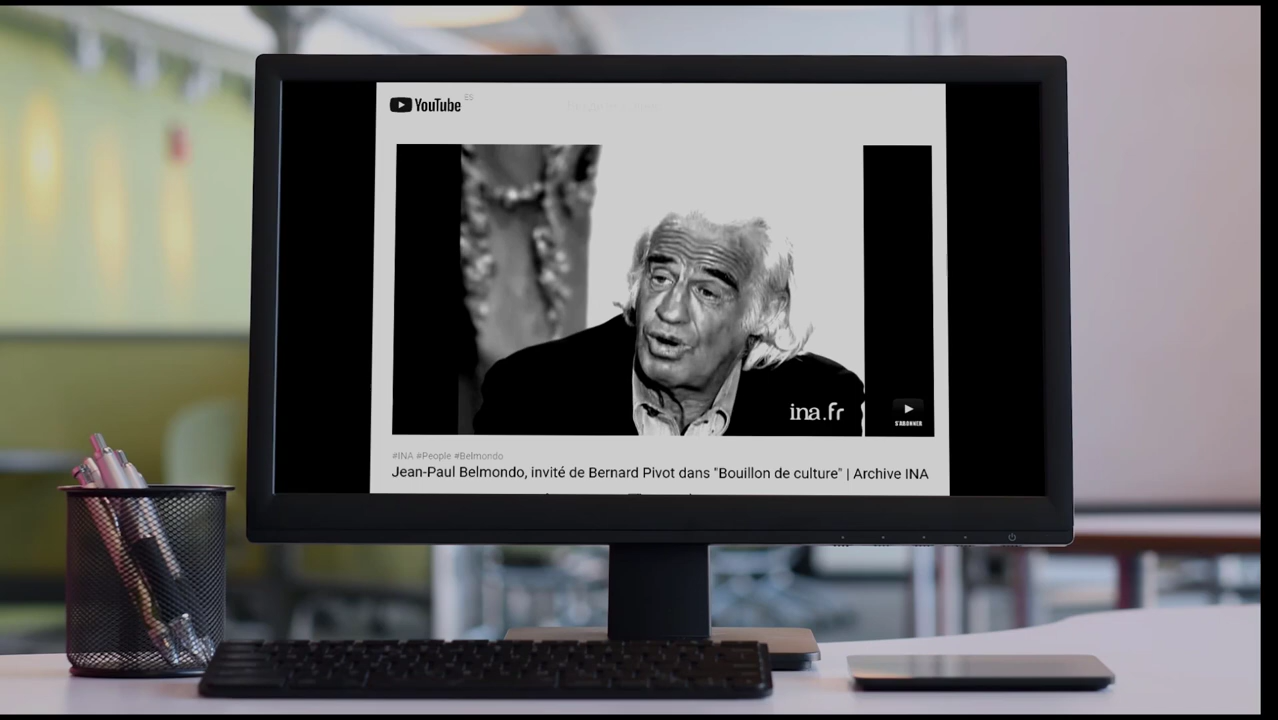 YouTube ES
ina.fr
S'ABONNER
#INA #People #Belmondo
Jean-Paul Belmondo, invité de Bernard Pivot dans "Bouillon de culture" | Archive INA